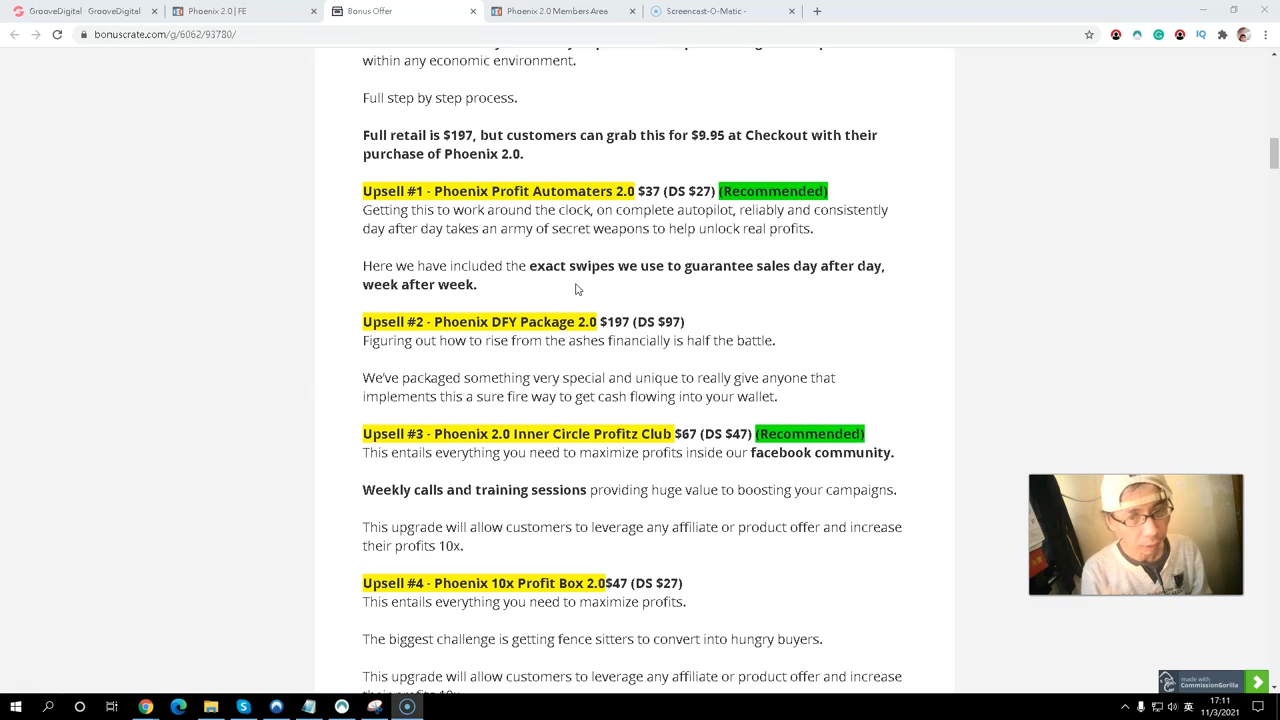 GrooveDigital | GrooveDigital
Phoenix 2.0 | FE
Bonus Offer
Phoenix 2.0 Members Area
Screencast-O-Matic -
bonuscrate.com/g/6062/93780/
within any economic environment.
Full step by step process.
Full retail is $197, but customers can grab this for $9.95 at Checkout with their
purchase of Phoenix 2.0.
Upsell #1 - Phoenix Profit Automaters 2.0 $37 (DS $27) (Recommended)
Getting this to work around the clock, on complete autopilot, reliably and consistently
day after day takes an army of secret weapons to help unlock real profits.
Here we have included the exact swipes we use to guarantee sales day after day,
week after week.
Upsell #2 - Phoenix DFY Package 2.0 $197 (DS $97)
Figuring out how to rise from the ashes financially is half the battle.
We've packaged something very special and unique to really give anyone that
implements this a sure fire way to get cash flowing into your wallet.
Upsell #3 - Phoenix 2.0 Inner Circle Profitz Club $67 (DS $47) (Recommended)
This entails everything you need to maximize profits inside our facebook community.
Weekly calls and training sessions providing huge value to boosting your campaigns.
This upgrade will allow customers to leverage any affiliate or product offer and increase
their profits 10x.
Upsell #4 - Phoenix 10x Profit Box 2.0$47 (DS $27)
This entails everything you need to maximize profits.
The biggest challenge is getting fence sitters to convert into hungry buyers.
This upgrade will allow customers to leverage any affiliate or product offer and increase
made with
CommissionGorilla
英
17:11
11/3/2021